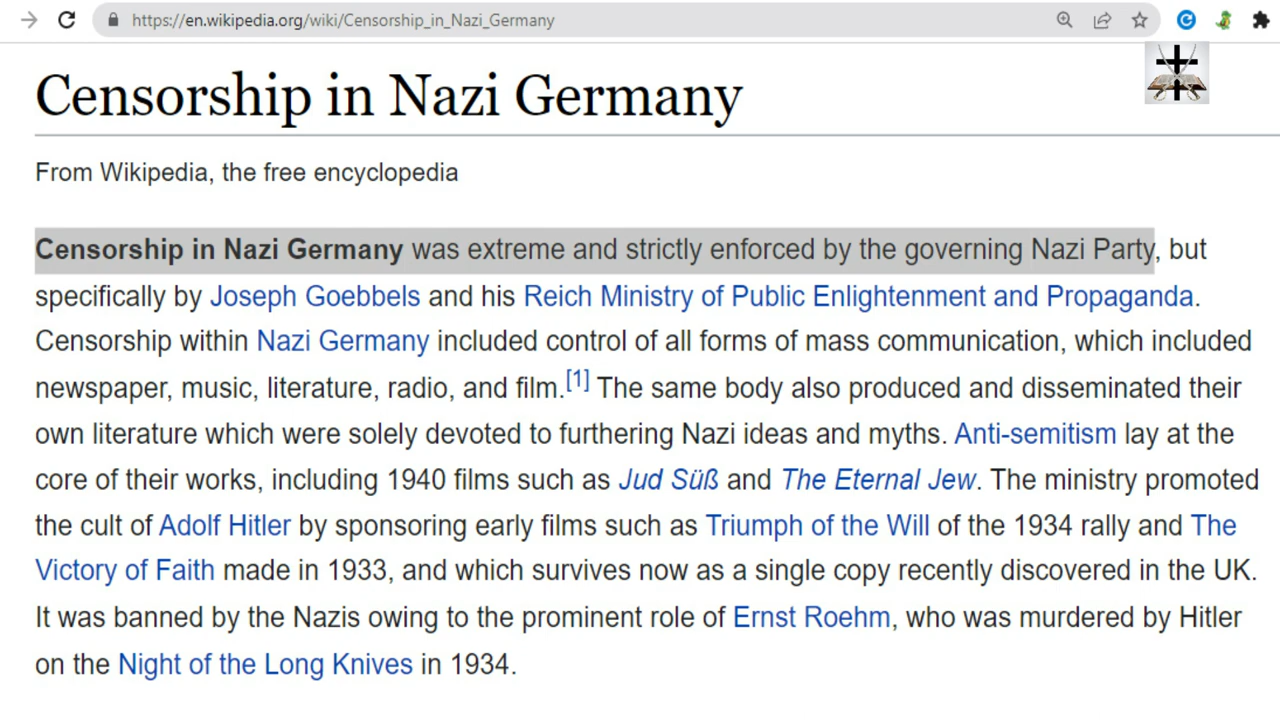 https://en.wikipedia.org/wiki/Censorship_in_Nazi_Germany
Censorship in Nazi Germany
From Wikipedia, the free encyclopedia
Censorship in Nazi Germany was extreme and strictly enforced by the governing Nazi Party, but
specifically by Joseph Goebbels and his Reich Ministry of Public Enlightenment and Propaganda.
Censorship within Nazi Germany included control of all forms of mass communication, which included
newspaper, music, literature, radio, and film.[1] The same body also produced and disseminated their
own literature which were solely devoted to furthering Nazi ideas and myths. Anti-semitism lay at the
core of their works, including 1940 films such as Jud Süß and The Eternal Jew. The ministry promoted
the cult of Adolf Hitler by sponsoring early films such as Triumph of the Will of the 1934 rally and The
Victory of Faith made in 1933, and which survives now as a single copy recently discovered in the UK.
It was banned by the Nazis owing to the prominent role of Ernst Roehm, who was murdered by Hitler
on the Night of the Long Knives in 1934.